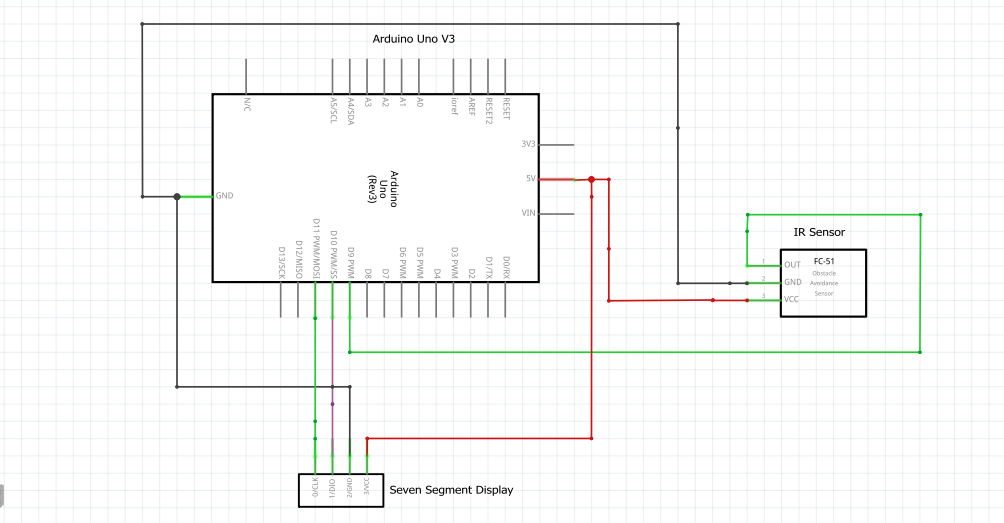 Arduino Uno V3
N/C
A5/SCL
A4/SDA
A3
A2
A1
A0
ioref
AREF
RESET2
RESET
3V3
5V
VIN
GND
Arduino
Uno
(Rev3)
D13/SCK
D12/MISO
D11 PWM/MOSI
D10 PWM/SS
D9 PWM
D8
D7
D6 PWM
D5 PWM
D4
D3 PWM
D2
D1/TX
D0/RX
IR Sensor
1
2
3
OUT
GND
VCC
FC-51
Obstacle
Avoidance
Sensor
CLK/0
DIO/1
GND/2
VCC
Seven Segment Display